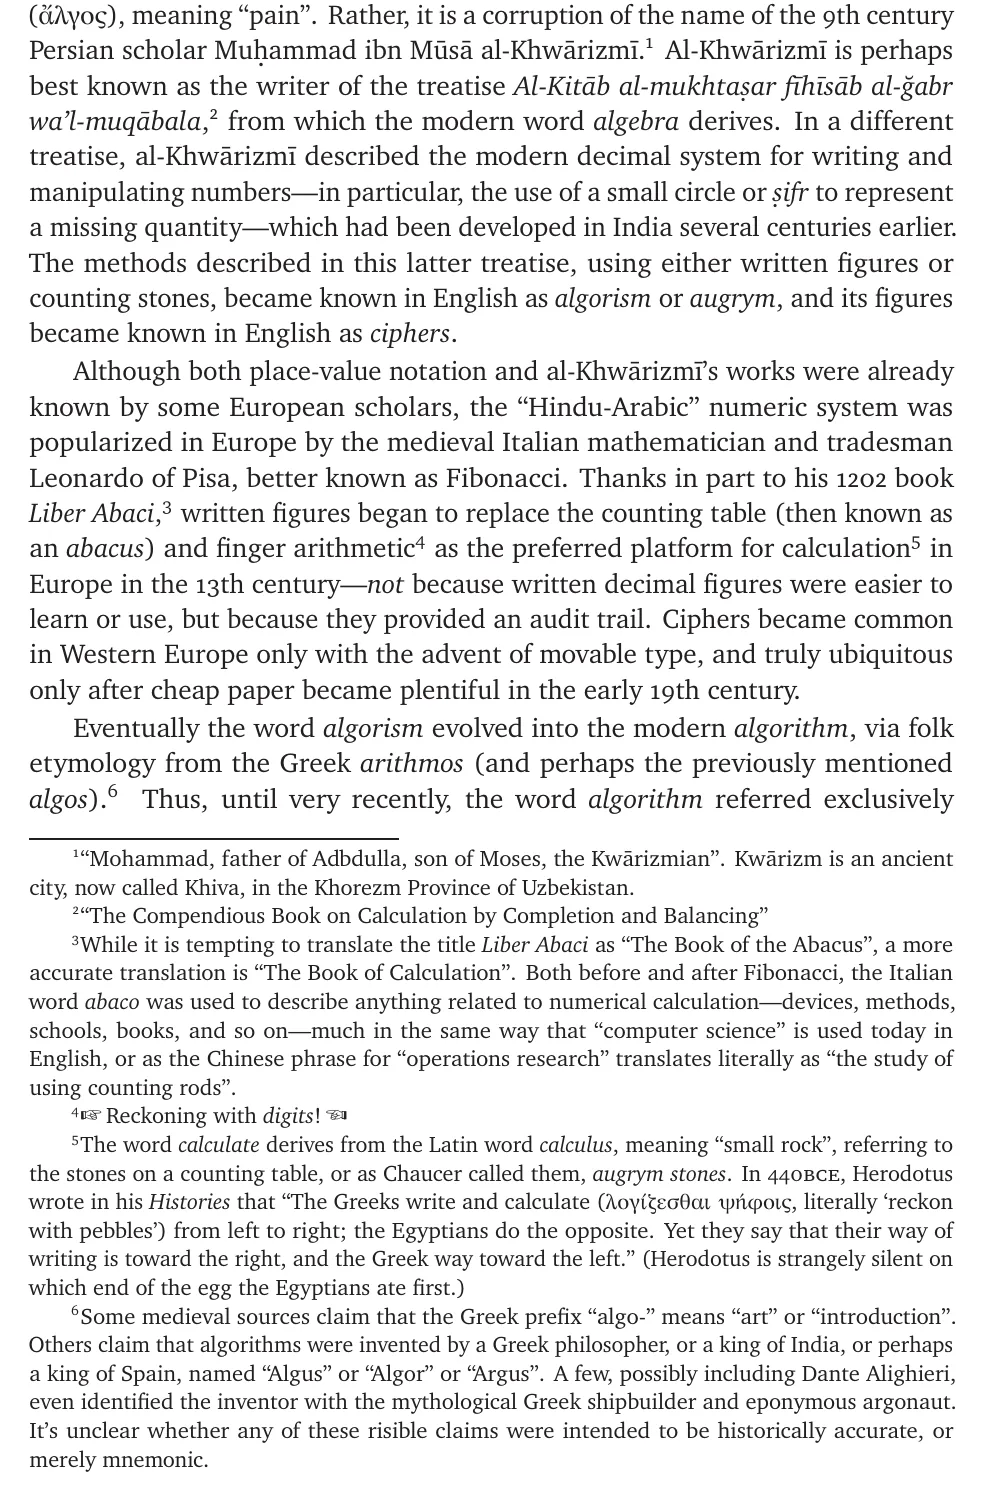 (ἄλγος), meaning “pain”. Rather, it is a corruption of the name of the 9th century
Persian scholar Muḥammad ibn Mūsā al-Khwārizmī.¹ Al-Khwārizmī is perhaps
best known as the writer of the treatise Al-Kitāb al-mukhtaṣar fīhīsāb al-ğabr
wa’l-muqābala,² from which the modern word algebra derives. In a different
treatise, al-Khwārizmī described the modern decimal system for writing and
manipulating numbers—in particular, the use of a small circle or ṣifr to represent
a missing quantity—which had been developed in India several centuries earlier.
The methods described in this latter treatise, using either written figures or
counting stones, became known in English as algorism or augrym, and its figures
became known in English as ciphers.
Although both place-value notation and al-Khwārizmī’s works were already
known by some European scholars, the “Hindu-Arabic” numeric system was
popularized in Europe by the medieval Italian mathematician and tradesman
Leonardo of Pisa, better known as Fibonacci. Thanks in part to his 1202 book
Liber Abaci,³ written figures began to replace the counting table (then known as
an abacus) and finger arithmetic⁴ as the preferred platform for calculation⁵ in
Europe in the 13th century—not because written decimal figures were easier to
learn or use, but because they provided an audit trail. Ciphers became common
in Western Europe only with the advent of movable type, and truly ubiquitous
only after cheap paper became plentiful in the early 19th century.
Eventually the word algorism evolved into the modern algorithm, via folk
etymology from the Greek arithmos (and perhaps the previously mentioned
algos).⁶ Thus, until very recently, the word algorithm referred exclusively
¹“Mohammad, father of Adbdulla, son of Moses, the Kwārizmian”. Kwārizm is an ancient
city, now called Khiva, in the Khorezm Province of Uzbekistan.
²“The Compendious Book on Calculation by Completion and Balancing”
³While it is tempting to translate the title Liber Abaci as “The Book of the Abacus”, a more
accurate translation is “The Book of Calculation”. Both before and after Fibonacci, the Italian
word abaco was used to describe anything related to numerical calculation—devices, methods,
schools, books, and so on—much in the same way that “computer science” is used today in
English, or as the Chinese phrase for “operations research” translates literally as “the study of
using counting rods”.
⁴☞ Reckoning with digits! ☜
⁵The word calculate derives from the Latin word calculus, meaning “small rock”, referring to
the stones on a counting table, or as Chaucer called them, augrym stones. In 440BCE, Herodotus
wrote in his Histories that “The Greeks write and calculate (λογίζεσθαι ψήφοις, literally ‘reckon
with pebbles’) from left to right; the Egyptians do the opposite. Yet they say that their way of
writing is toward the right, and the Greek way toward the left.” (Herodotus is strangely silent on
which end of the egg the Egyptians ate first.)
⁶Some medieval sources claim that the Greek prefix “algo-” means “art” or “introduction”.
Others claim that algorithms were invented by a Greek philosopher, or a king of India, or perhaps
a king of Spain, named “Algus” or “Algor” or “Argus”. A few, possibly including Dante Alighieri,
even identified the inventor with the mythological Greek shipbuilder and eponymous argonaut.
It’s unclear whether any of these risible claims were intended to be historically accurate, or
merely mnemonic.